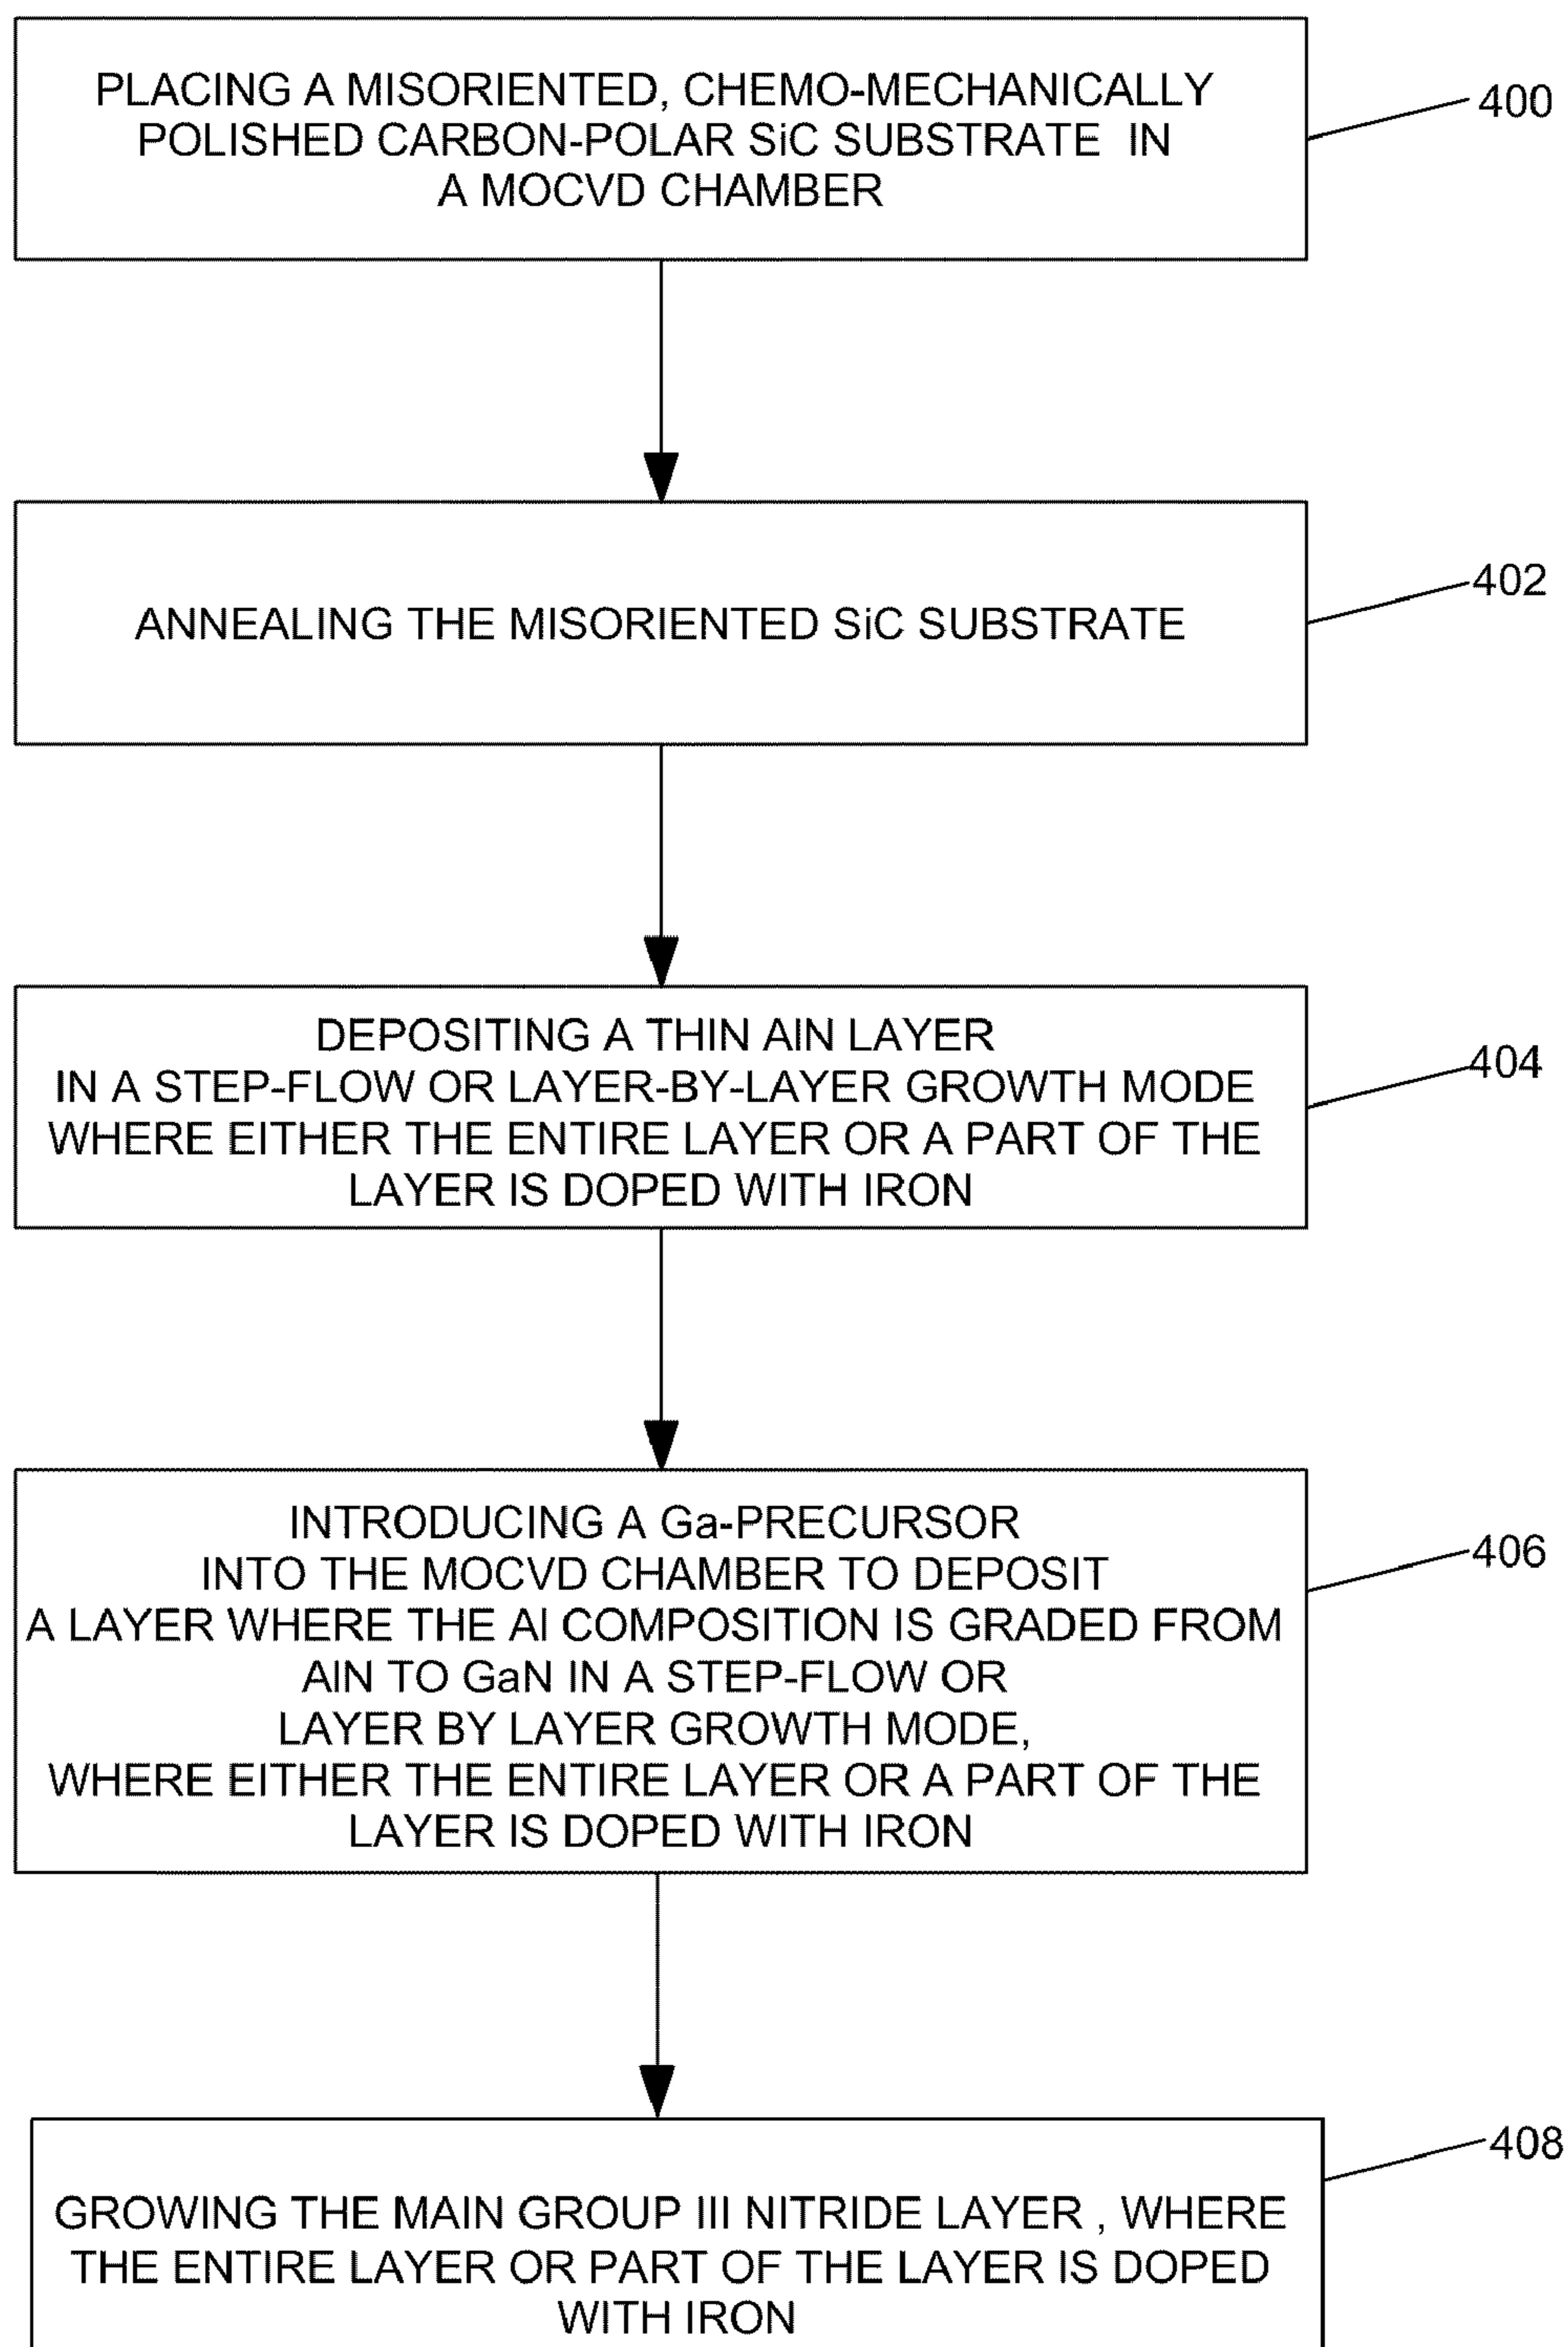 PLACING A MISORIENTED, CHEMO-MECHANICALLY
POLISHED CARBON-POLAR SiC SUBSTRATE IN
A MOCVD CHAMBER
400
ANNEALING THE MISORIENTED SiC SUBSTRATE
402
DEPOSITING A THIN AlN LAYER
IN A STEP-FLOW OR LAYER-BY-LAYER GROWTH MODE
WHERE EITHER THE ENTIRE LAYER OR A PART OF THE
LAYER IS DOPED WITH IRON
404
INTRODUCING A Ga-PRECURSOR
INTO THE MOCVD CHAMBER TO DEPOSIT
A LAYER WHERE THE Al COMPOSITION IS GRADED FROM
AlN TO GaN IN A STEP-FLOW OR
LAYER BY LAYER GROWTH MODE,
WHERE EITHER THE ENTIRE LAYER OR A PART OF THE
LAYER IS DOPED WITH IRON
406
GROWING THE MAIN GROUP III NITRIDE LAYER , WHERE
THE ENTIRE LAYER OR PART OF THE LAYER IS DOPED
WITH IRON
408